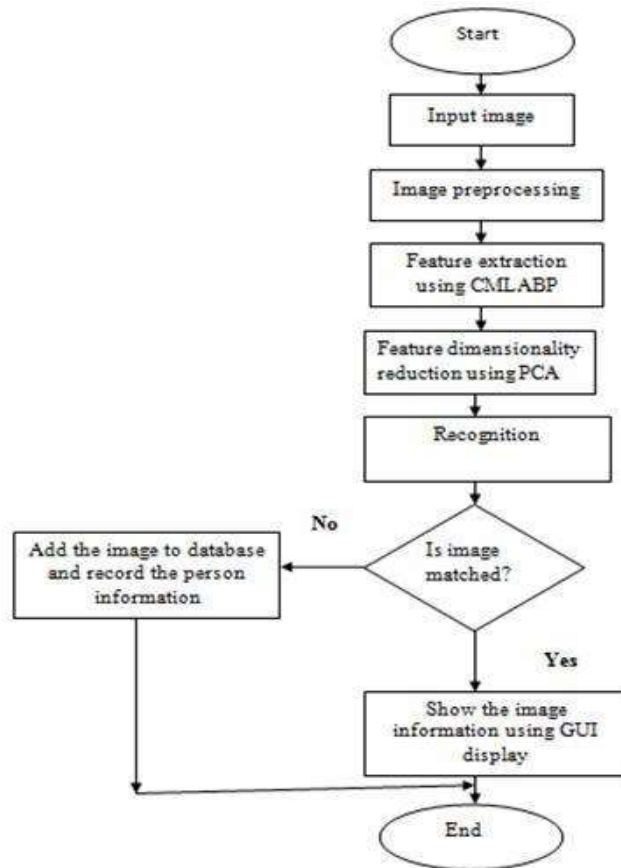 Start
Input image
Image preprocessing
Feature extraction
using CMLABP
Feature dimensionality
reduction using PCA
Recognition
No
Is image
matched?
Add the image to database
and record the person
information
Yes
Show the image
information using GUI
display
End